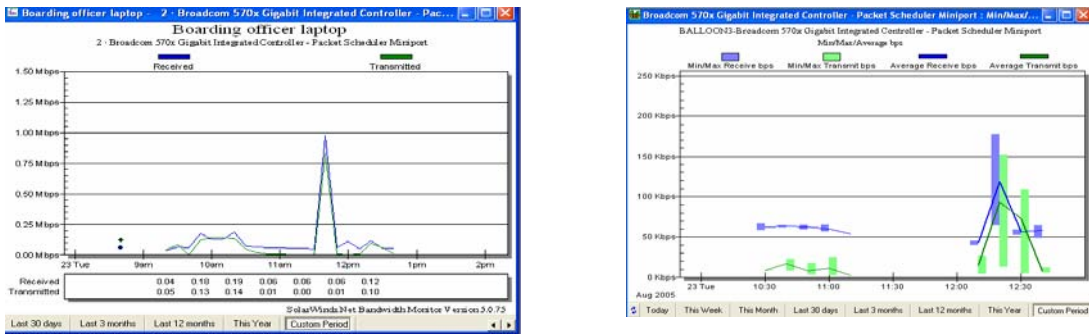 Boarding officer laptop - 2 · Broadcom 570x Gigabit Integrated Controller - Pac...
Boarding officer laptop
2 · Broadcom 570x Gigabit Integrated Controller - Packet Scheduler Miniport
Received Transmitted
1.50 Mbps
1.25 Mbps
1.00 Mbps
0.75 Mbps
0.50 Mbps
0.25 Mbps
0.00 Mbps
23 Tue 9am 10am 11am 12pm 1pm 2pm
Received 0.04 0.18 0.19 0.06 0.06 0.06 0.12
Transmitted 0.05 0.13 0.14 0.01 0.00 0.01 0.10
SolarWinds.Net Bandwidth Monitor Version 5.0.75
Last 30 days Last 3 months Last 12 months This Year Custom Period
Broadcom 570x Gigabit Integrated Controller - Packet Scheduler Miniport : Min/Max/...
BALLOON3-Broadcom 570x Gigabit Integrated Controller - Packet Scheduler Miniport
Min/Max/Average bps
Min/Max Receive bps Min/Max Transmit bps Average Receive bps Average Transmit bps
250 Kbps
200 Kbps
150 Kbps
100 Kbps
50 Kbps
0 Kbps
23 Tue 10:30 11:00 11:30 12:00 12:30
Aug 2005
Today This Week This Month Last 30 days Last 3 months Last 12 months This Year Custom Period